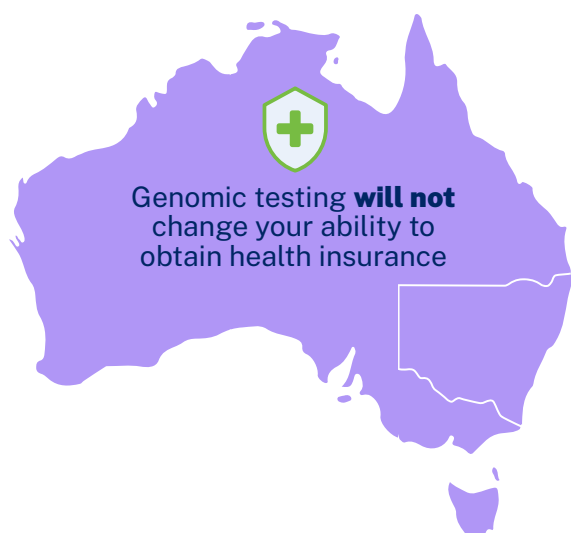 Genomic testing will not
change your ability to
obtain health insurance